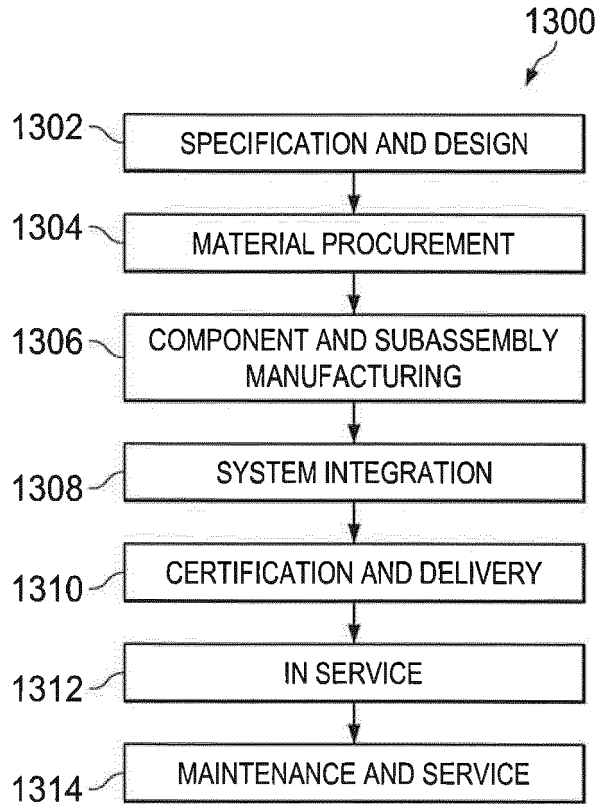 1300
1302
SPECIFICATION AND DESIGN
1304
MATERIAL PROCUREMENT
1306
COMPONENT AND SUBASSEMBLY
MANUFACTURING
1308
SYSTEM INTEGRATION
1310
CERTIFICATION AND DELIVERY
1312
IN SERVICE
1314
MAINTENANCE AND SERVICE